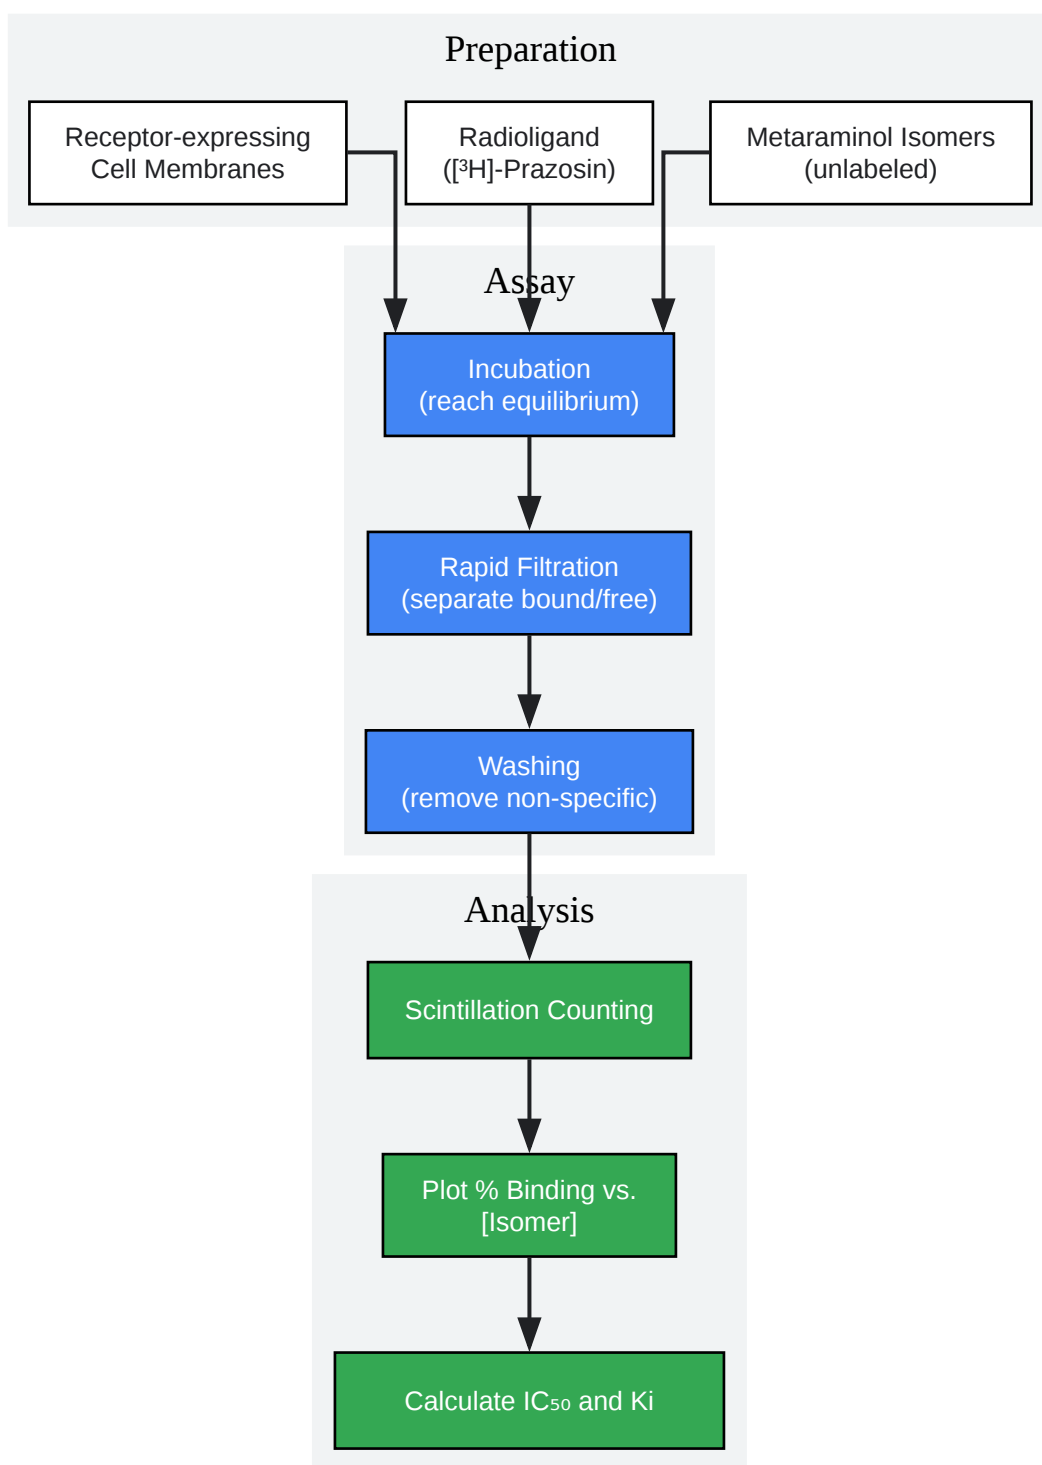 Preparation
Receptor-expressing
Cell Membranes
Radioligand
([³H]-Prazosin)
Metaraminol Isomers
(unlabeled)
Assay
Incubation
(reach equilibrium)
Rapid Filtration
(separate bound/free)
Washing
(remove non-specific)
Analysis
Scintillation Counting
Plot % Binding vs.
[Isomer]
Calculate IC₅₀ and Ki